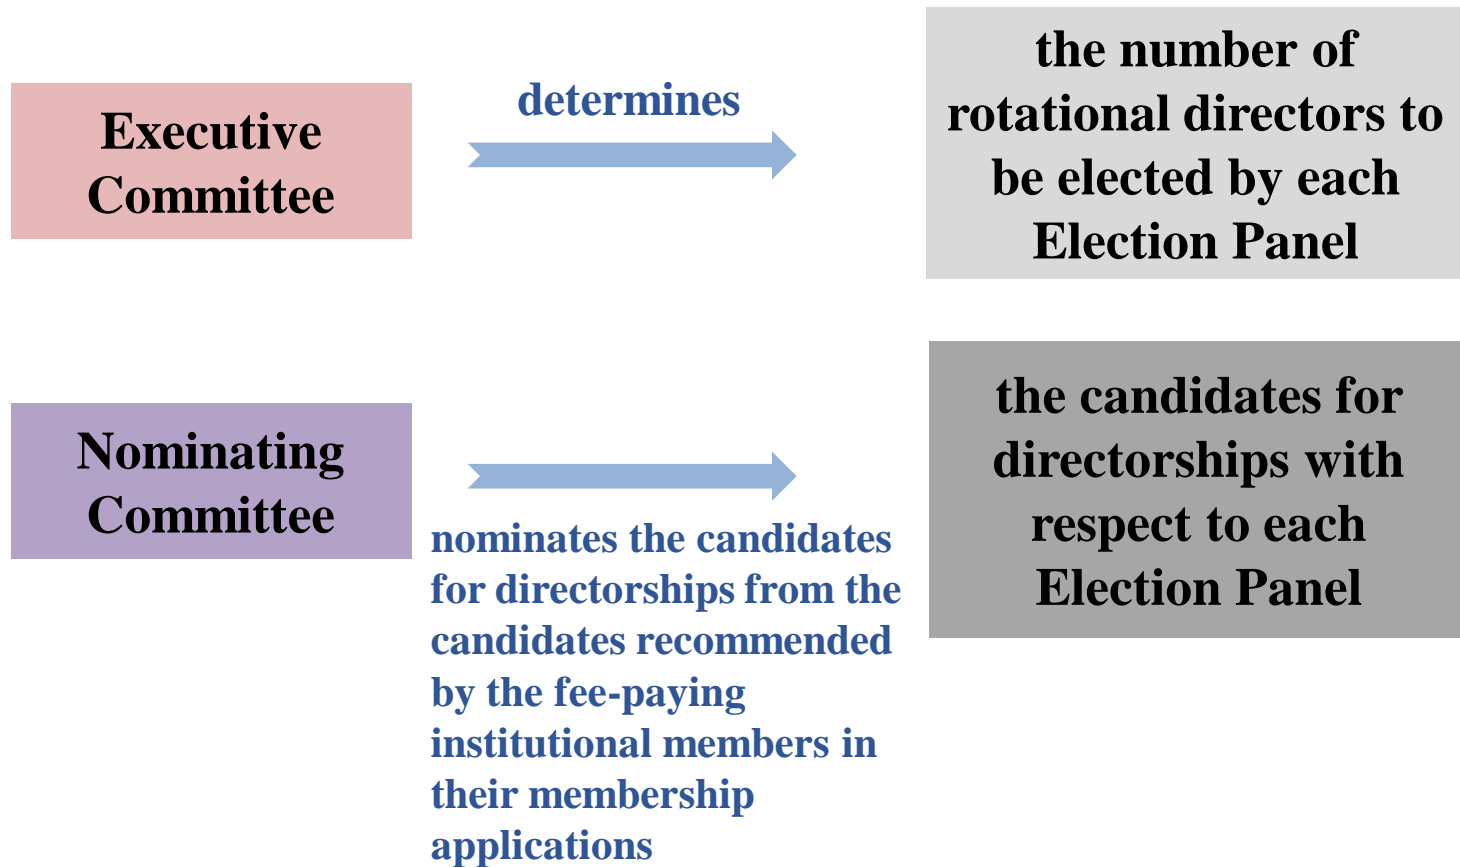 Executive
Committee
determines
the number of
rotational directors to
be elected by each
Election Panel
Nominating
Committee
nominates the candidates
for directorships from the
candidates recommended
by the fee-paying
institutional members in
their membership
applications
the candidates for
directorships with
respect to each
Election Panel